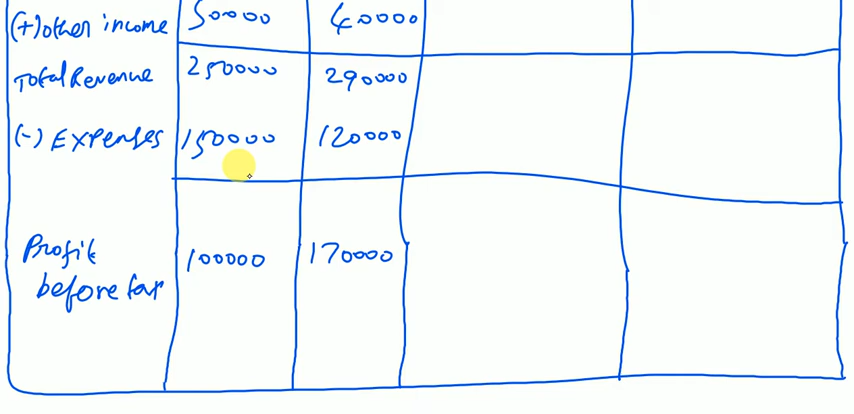 (+) other income 50000 40000
Total Revenue 250000 290000
(-) Expenses 150000 120000
Profit 100000 170000
before tax